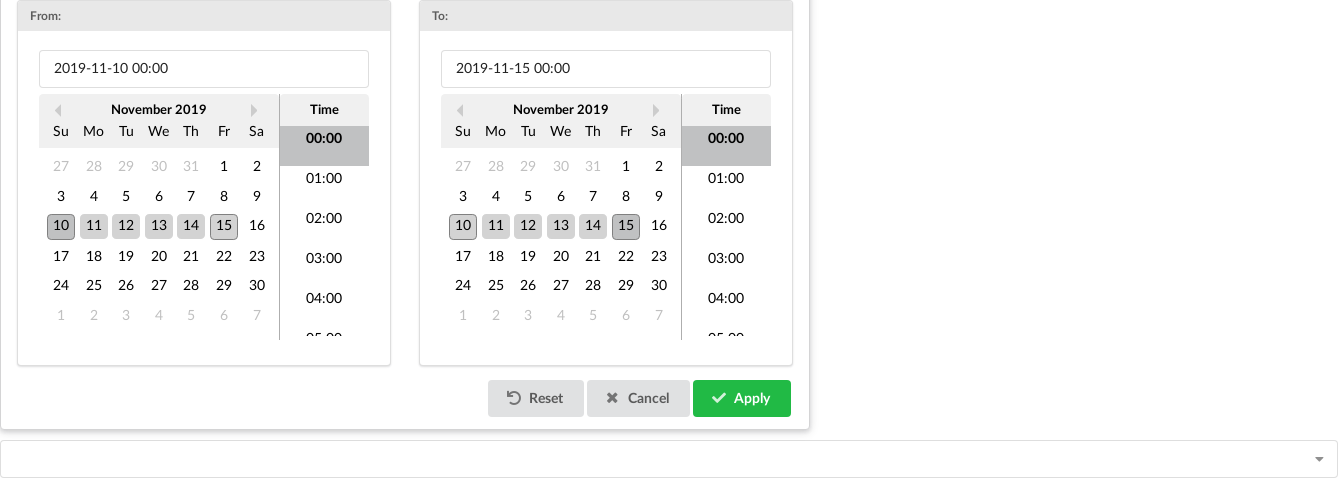 From:
2019-11-10 00:00
November 2019
Su Mo Tu We Th Fr Sa
27 28 29 30 31 1 2
3 4 5 6 7 8 9
10 11 12 13 14 15 16
17 18 19 20 21 22 23
24 25 26 27 28 29 30
1 2 3 4 5 6 7
Time
00:00
01:00
02:00
03:00
04:00
05:00
To:
2019-11-15 00:00
November 2019
Su Mo Tu We Th Fr Sa
27 28 29 30 31 1 2
3 4 5 6 7 8 9
10 11 12 13 14 15 16
17 18 19 20 21 22 23
24 25 26 27 28 29 30
1 2 3 4 5 6 7
Time
00:00
01:00
02:00
03:00
04:00
05:00
Reset Cancel Apply